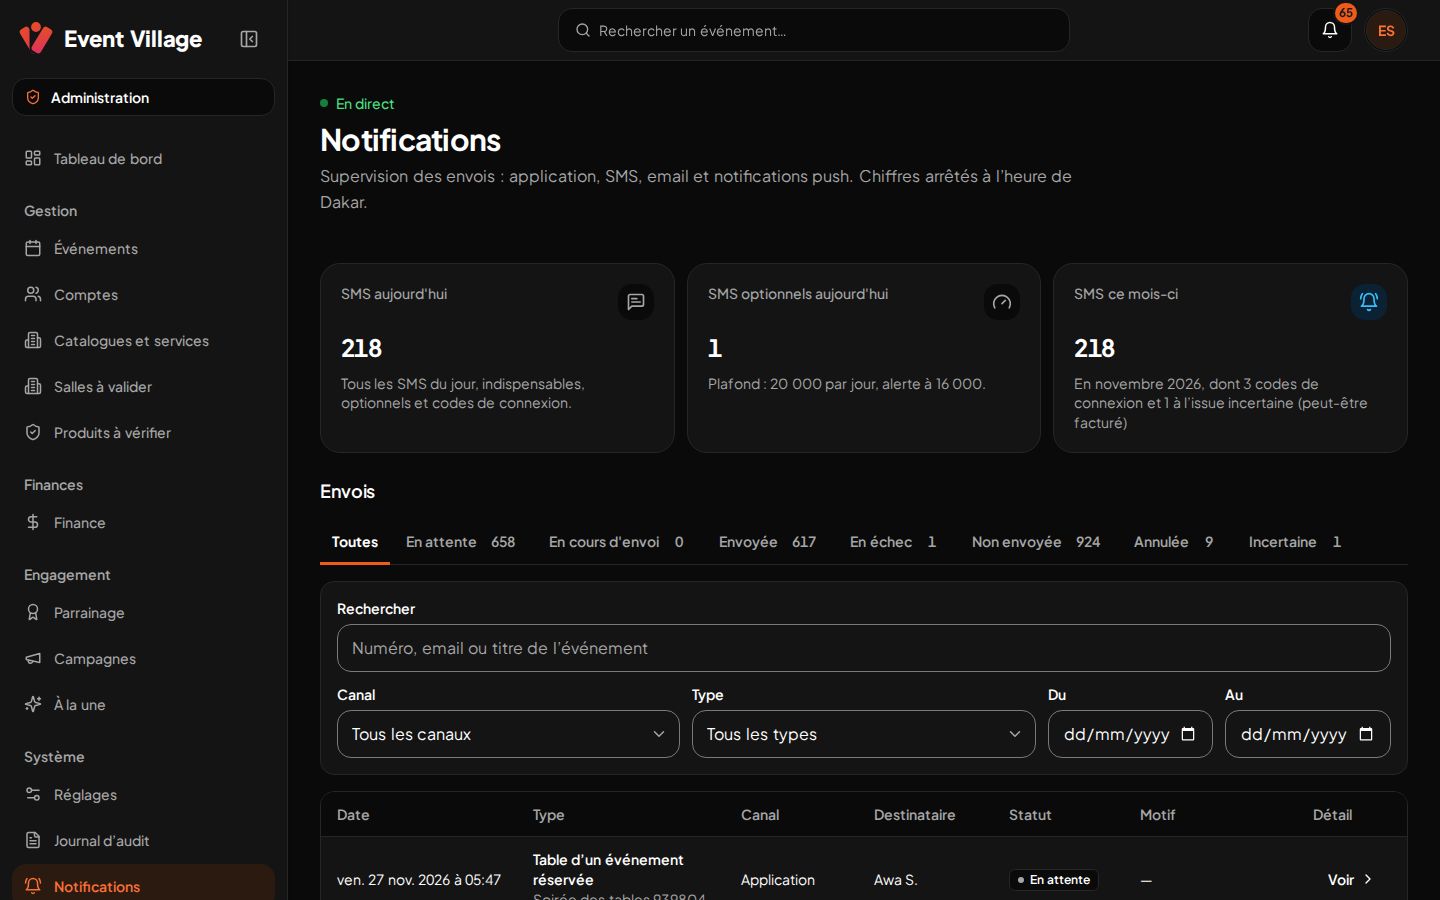 Event Village
Rechercher un événement...
65
ES
Administration
Tableau de bord
Gestion
Événements
Comptes
Catalogues et services
Salles à valider
Produits à vérifier
Finances
Finance
Engagement
Parrainage
Campagnes
À la une
Système
Réglages
Journal d’audit
Notifications
En direct
Notifications
Supervision des envois : application, SMS, email et notifications push. Chiffres arrêtés à l’heure de
Dakar.
SMS aujourd'hui
218
Tous les SMS du jour, indispensables,
optionnels et codes de connexion.
SMS optionnels aujourd'hui
1
Plafond : 20 000 par jour, alerte à 16 000.
SMS ce mois-ci
218
En novembre 2026, dont 3 codes de
connexion et 1 à l’issue incertaine (peut-être
facturé)
Envois
Toutes En attente 658 En cours d'envoi 0 Envoyée 617 En échec 1 Non envoyée 924 Annulée 9 Incertaine 1
Rechercher
Numéro, email ou titre de l’événement
Canal Type Du Au
Tous les canaux Tous les types dd/mm/yyyy dd/mm/yyyy
Date Type Canal Destinataire Statut Motif Détail
Table d’un événement
réservée
ven. 27 nov. 2026 à 05:47 Application Awa S. En attente — Voir
Soirée des tables 939804